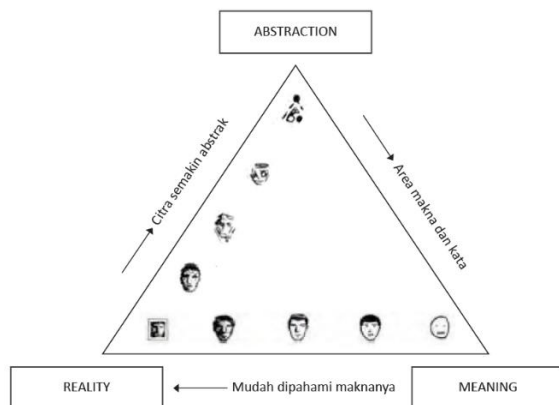 ABSTRACTION
Citra semakin abstrak
Area makna dan kata
REALITY
Mudah dipahami maknanya
MEANING